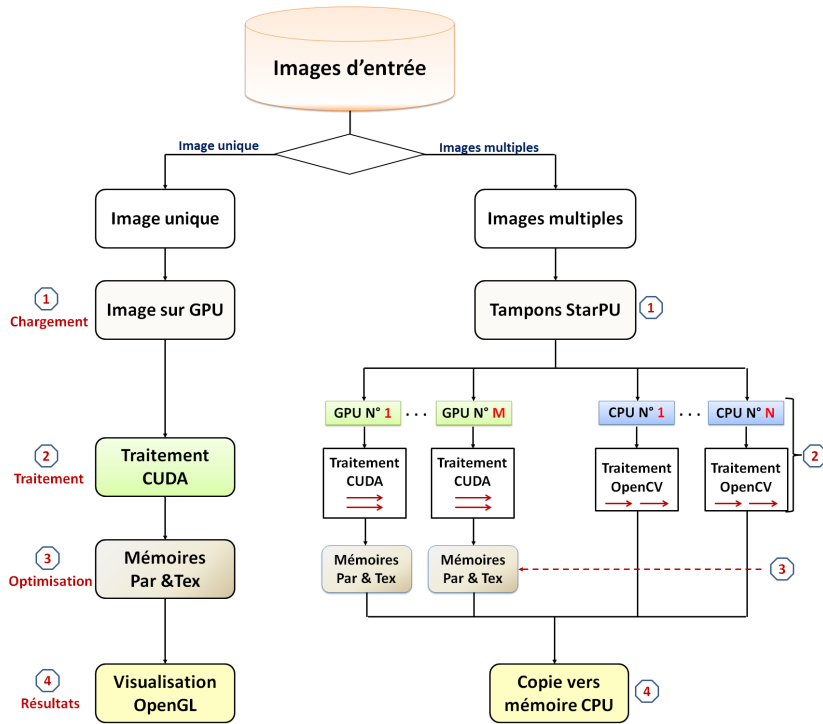 Images d'entrée
Image unique
Images multiples
Image unique
Images multiples
1
Chargement
Image sur GPU
Tampons StarPU
1
GPU N° 1
. . .
GPU N° M
CPU N° 1
. . .
CPU N° N
2
Traitement
Traitement
CUDA
Traitement
CUDA
Traitement
CUDA
Traitement
OpenCV
Traitement
OpenCV
2
3
Optimisation
Mémoires
Par &Tex
Mémoires
Par & Tex
Mémoires
Par & Tex
3
4
Résultats
Visualisation
OpenGL
Copie vers
mémoire CPU
4